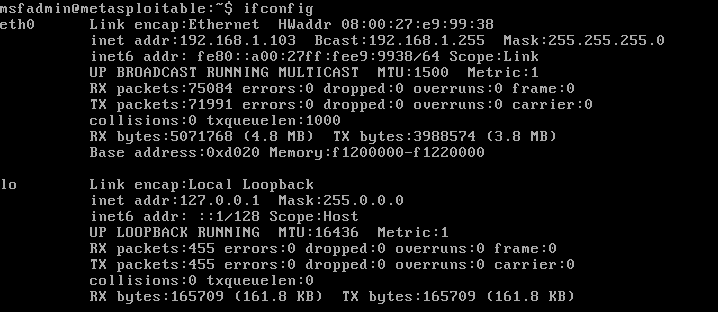 msfadmin@metasploitable:~$ ifconfig
eth0      Link encap:Ethernet  HWaddr 08:00:27:e9:99:38
          inet addr:192.168.1.103  Bcast:192.168.1.255  Mask:255.255.255.0
          inet6 addr: fe80::a00:27ff:fee9:9938/64 Scope:Link
          UP BROADCAST RUNNING MULTICAST  MTU:1500  Metric:1
          RX packets:75084 errors:0 dropped:0 overruns:0 frame:0
          TX packets:71991 errors:0 dropped:0 overruns:0 carrier:0
          collisions:0 txqueuelen:1000
          RX bytes:5071768 (4.8 MB)  TX bytes:3988574 (3.8 MB)
          Base address:0xd020 Memory:f1200000-f1220000
lo        Link encap:Local Loopback
          inet addr:127.0.0.1  Mask:255.0.0.0
          inet6 addr: ::1/128 Scope:Host
          UP LOOPBACK RUNNING  MTU:16436  Metric:1
          RX packets:455 errors:0 dropped:0 overruns:0 frame:0
          TX packets:455 errors:0 dropped:0 overruns:0 carrier:0
          collisions:0 txqueuelen:0
          RX bytes:165709 (161.8 KB)  TX bytes:165709 (161.8 KB)